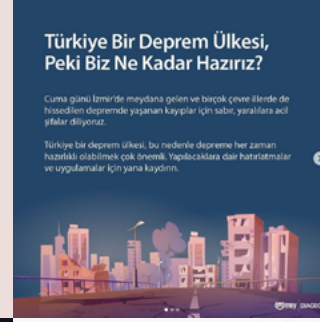 Türkiye Bir Deprem Ülkesi,
Peki Biz Ne Kadar Hazırız?
Cuma günü İzmir'de meydana gelen ve birçok çevre illerde de
hissedilen depremde yaşanan kayıplar için sabır, yaralılara acil
şifalar diliyoruz.
Türkiye bir deprem ülkesi, bu nedenle depreme her zaman
hazırlıklı olabilmek çok önemli. Yapılacaklara dair hatırlatmalar
ve uygulamalar için yana kaydırın.
mey DIAGEO